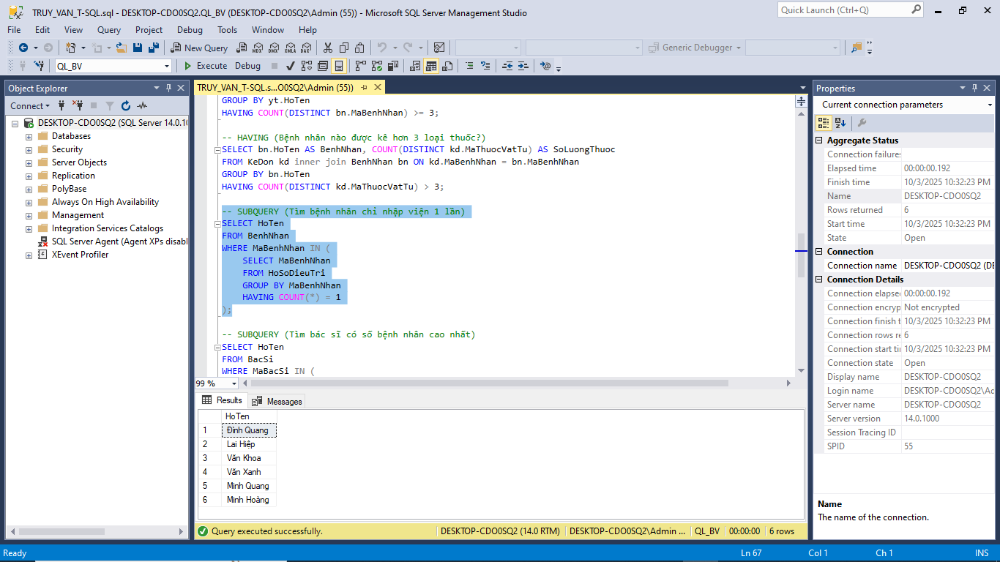 TRUY_VAN_T-SQL.sql - DESKTOP-CDO0SQ2.QL_BV (DESKTOP-CDO0SQ2\Admin (55)) - Microsoft SQL Server Management Studio
Quick Launch (Ctrl+Q)
File Edit View Query Project Debug Tools Window Help
New Query
MDX DMX XMLA DAX
Generic Debugger
QL_BV
Execute Debug
Object Explorer
Connect
DESKTOP-CDO0SQ2 (SQL Server 14.0.10
Databases
Security
Server Objects
Replication
PolyBase
Always On High Availability
Management
Integration Services Catalogs
SQL Server Agent (Agent XPs disabl
XEvent Profiler
TRUY_VAN_T-SQL.s...O0SQ2\Admin (55))
GROUP BY yt.HoTen
HAVING COUNT(DISTINCT bn.MaBenhNhan) >= 3;
-- HAVING (Bệnh nhân nào được kê hơn 3 loại thuốc?)
SELECT bn.HoTen AS BenhNhan, COUNT(DISTINCT kd.MaThuocVatTu) AS SoLuongThuoc
FROM KeDon kd inner join BenhNhan bn ON kd.MaBenhNhan = bn.MaBenhNhan
GROUP BY bn.HoTen
HAVING COUNT(DISTINCT kd.MaThuocVatTu) > 3;
-- SUBQUERY (Tìm bệnh nhân chỉ nhập viện 1 lần)
SELECT HoTen
FROM BenhNhan
WHERE MaBenhNhan IN (
SELECT MaBenhNhan
FROM HoSoDieuTri
GROUP BY MaBenhNhan
HAVING COUNT(*) = 1
);
-- SUBQUERY (Tìm bác sĩ có số bệnh nhân cao nhất)
SELECT HoTen
FROM BacSi
WHERE MaBacSi IN (
99 %
Results Messages
HoTen
1 Đình Quang
2 Lai Hiệp
3 Văn Khoa
4 Văn Xanh
5 Minh Quang
6 Minh Hoàng
Query executed successfully.
DESKTOP-CDO0SQ2 (14.0 RTM) DESKTOP-CDO0SQ2\Admin ... QL_BV 00:00:00 6 rows
Properties
Current connection parameters
Aggregate Status
Connection failures
Elapsed time 00:00:00.192
Finish time 10/3/2025 10:32:23 PM
Name DESKTOP-CDO0SQ2
Rows returned 6
Start time 10/3/2025 10:32:23 PM
State Open
Connection
Connection name DESKTOP-CDO0SQ2 (DE
Connection Details
Connection elapse 00:00:00.192
Connection encryp Not encrypted
Connection finish t 10/3/2025 10:32:23 PM
Connection rows re 6
Connection start tir 10/3/2025 10:32:23 PM
Connection state Open
Display name DESKTOP-CDO0SQ2
Login name DESKTOP-CDO0SQ2\Ad
Server name DESKTOP-CDO0SQ2
Server version 14.0.1000
Session Tracing ID
SPID 55
Name
The name of the connection.
Ready
Ln 67 Col 1 Ch 1 INS